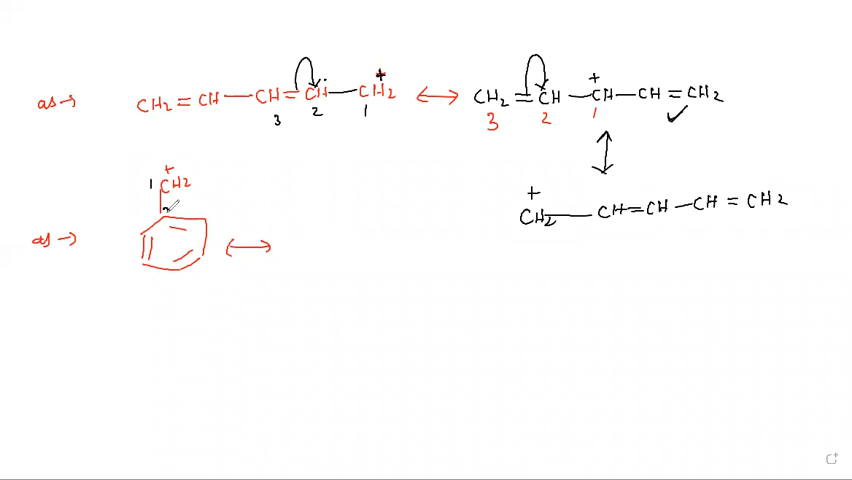 as→ CH2=CH—CH=CH—CH2 ↔ CH2=CH—CH—CH=CH2 ✓
+ +
3 2 1 3 2 1
+
CH2—CH=CH—CH=CH2
+
1 CH2
as→ ↔